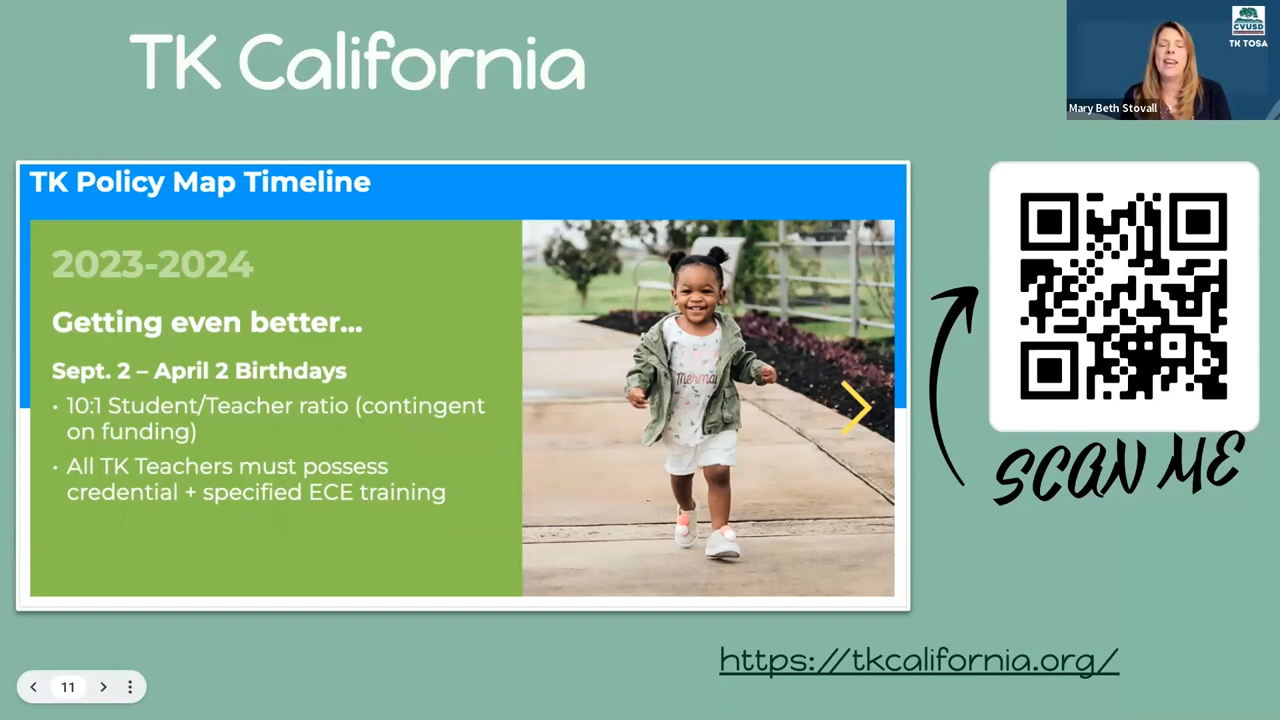 TK California
CVUSD
TK TOSA
Mary Beth Stovall
TK Policy Map Timeline
2023-2024
Getting even better...
Sept. 2 – April 2 Birthdays
• 10:1 Student/Teacher ratio (contingent
on funding)
• All TK Teachers must possess
credential + specified ECE training
SCAN ME
https://tkcalifornia.org/
11